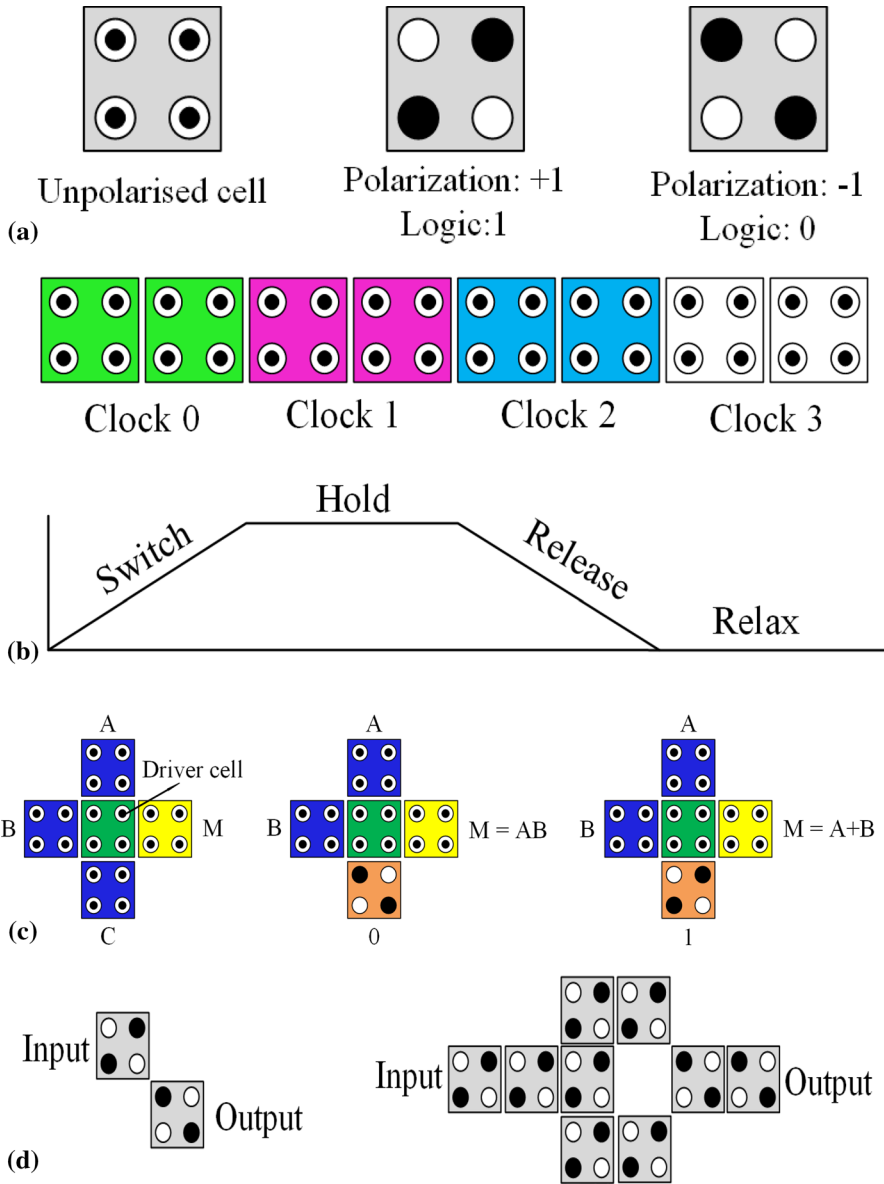 Unpolarised cell
Polarization: +1
Logic:1
Polarization: -1
Logic: 0
(a)
Clock 0
Clock 1
Clock 2
Clock 3
Switch
Hold
Release
Relax
(b)
A
Driver cell
B
M
C
A
B
M = AB
0
A
B
M = A+B
1
(c)
Input
Output
Input
Output
(d)